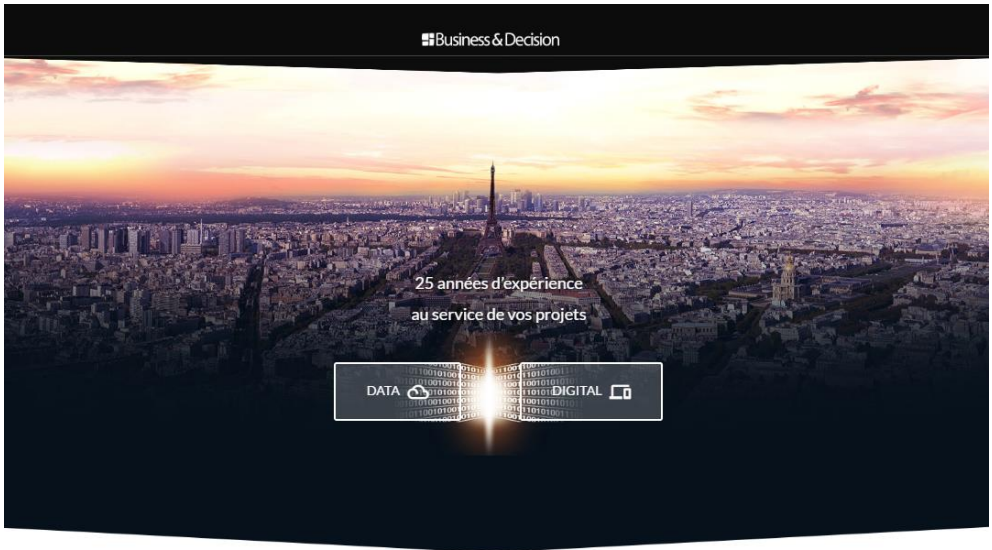 Business & Decision
25 années d'expérience
au service de vos projets
DATA
DIGITAL